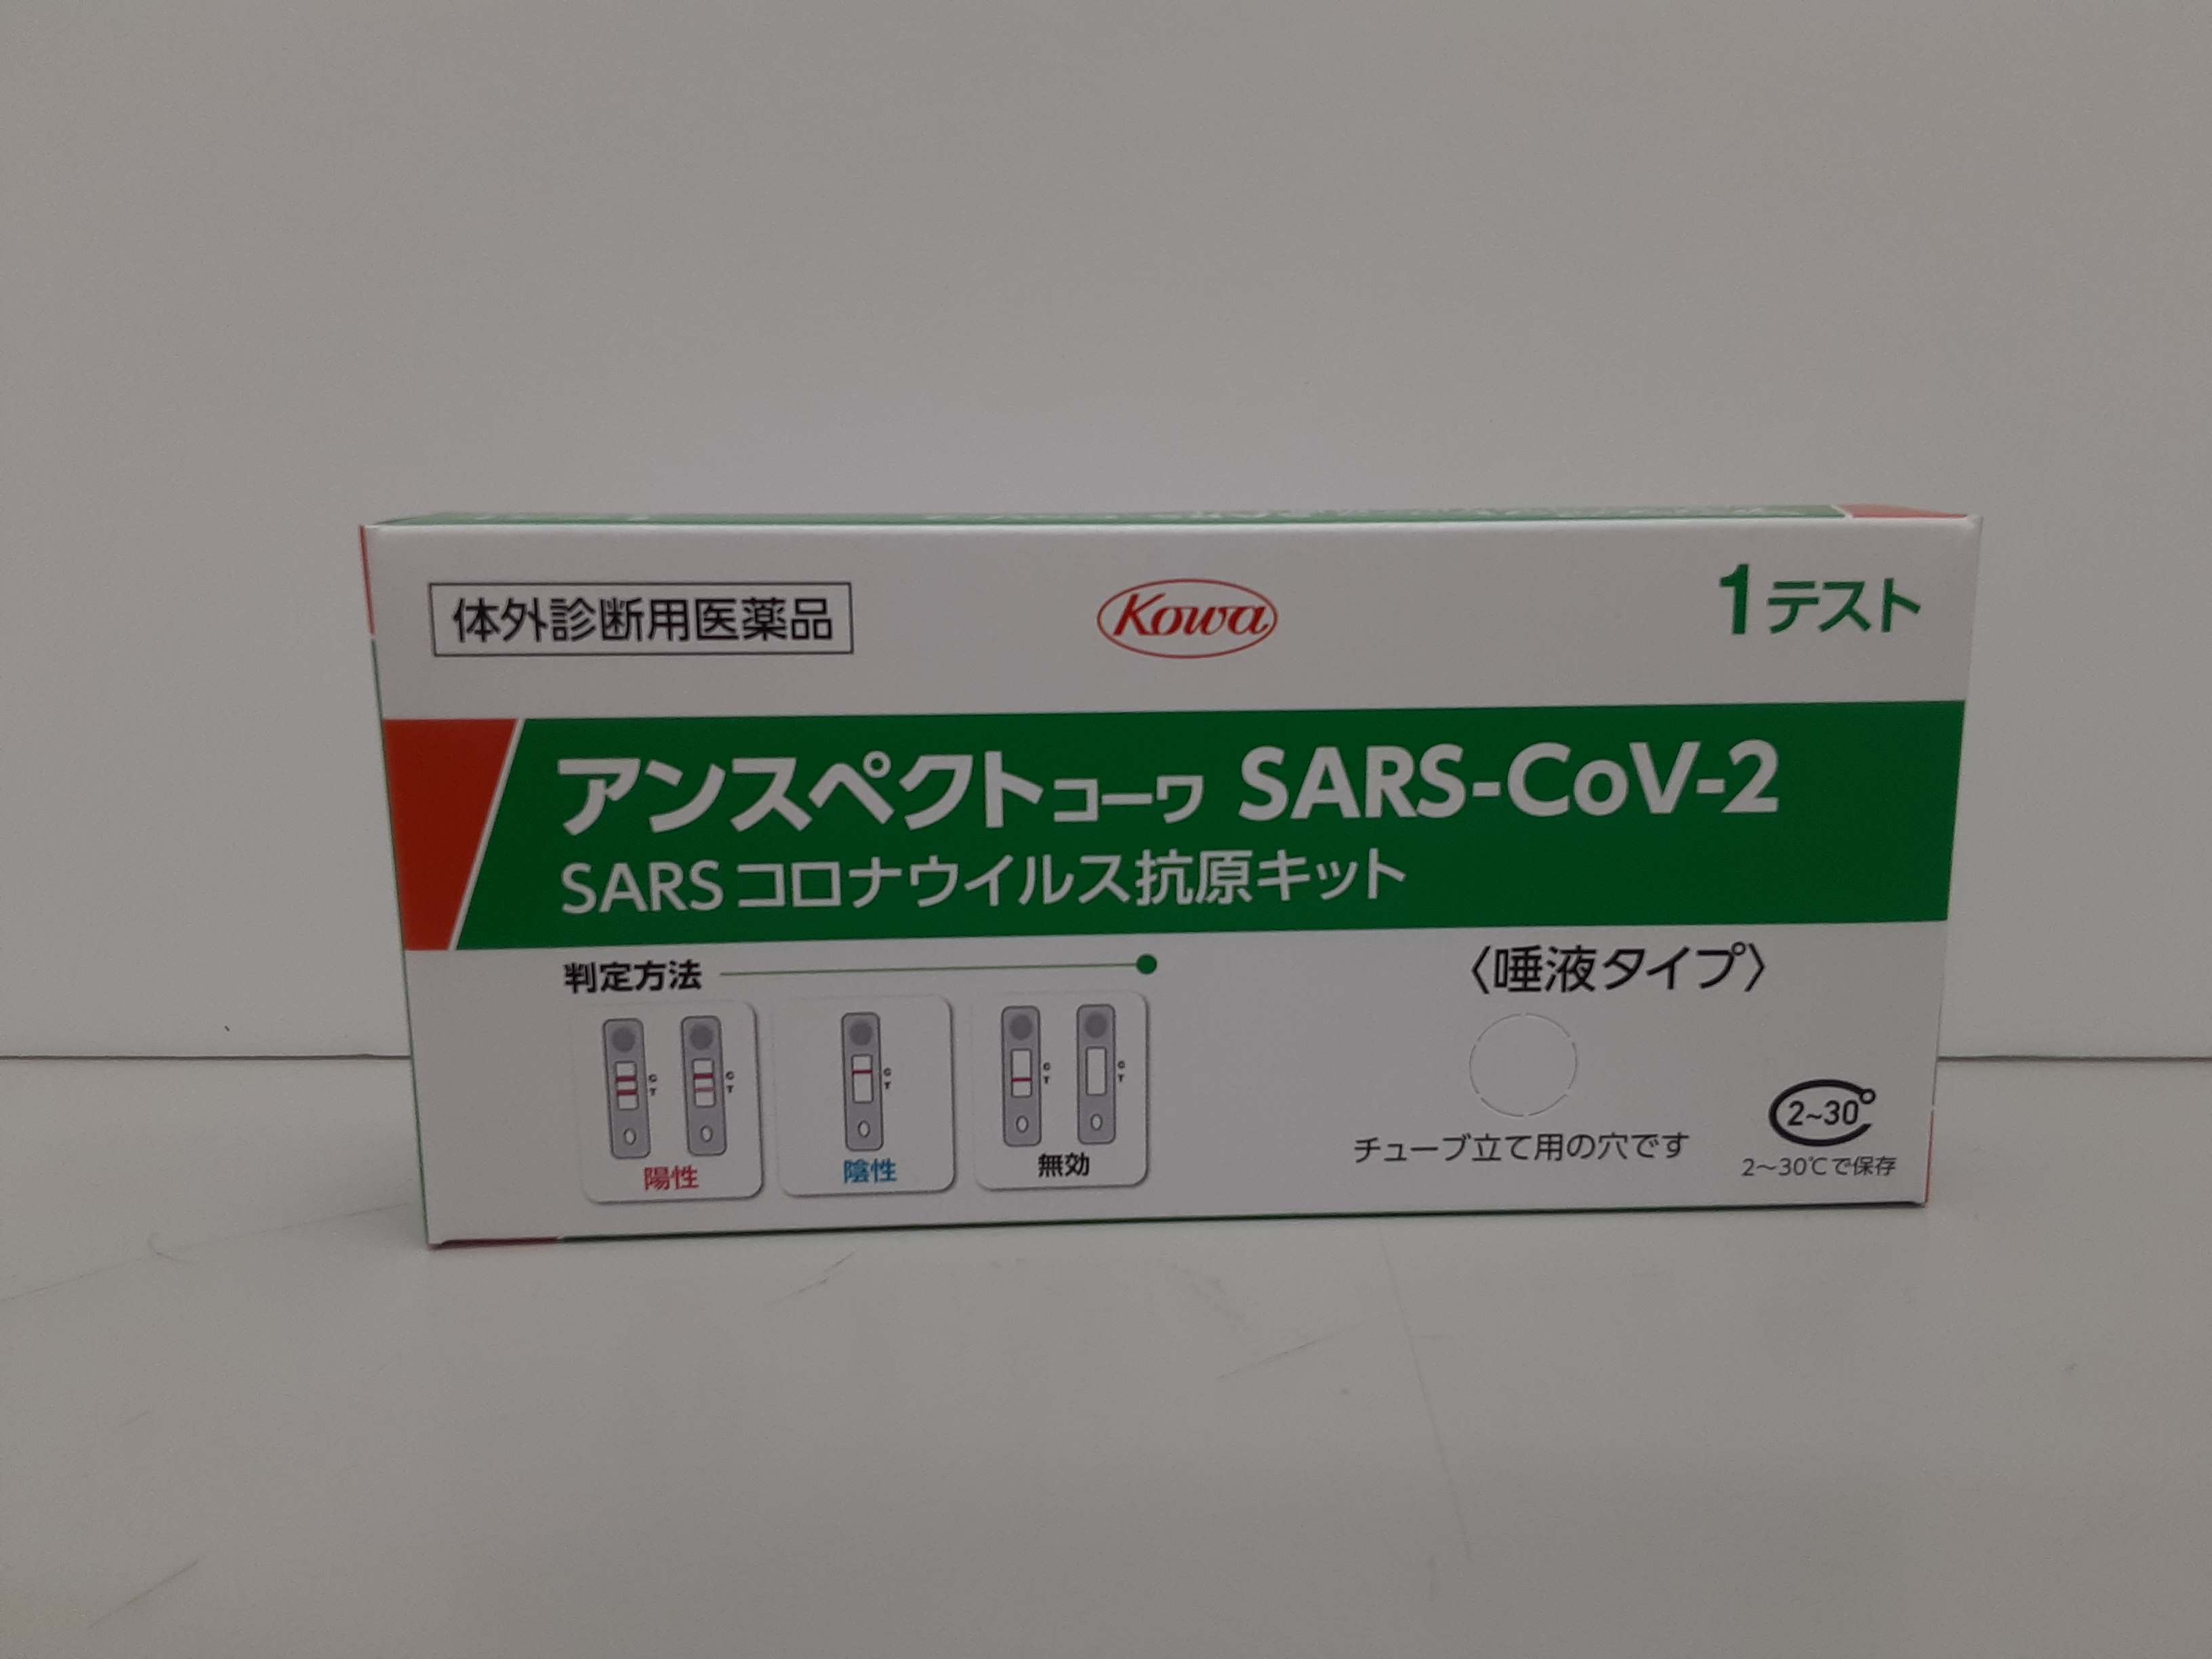 体外診断用医薬品
Kowa
1テスト
アンスペクトコーワ SARS-CoV-2
SARSコロナウイルス抗原キット
判定方法
C
T
C
T
陽性
C
T
陰性
C
T
C
T
無効
〈唾液タイプ〉
チューブ立て用の穴です
2~30°
2～30℃で保存